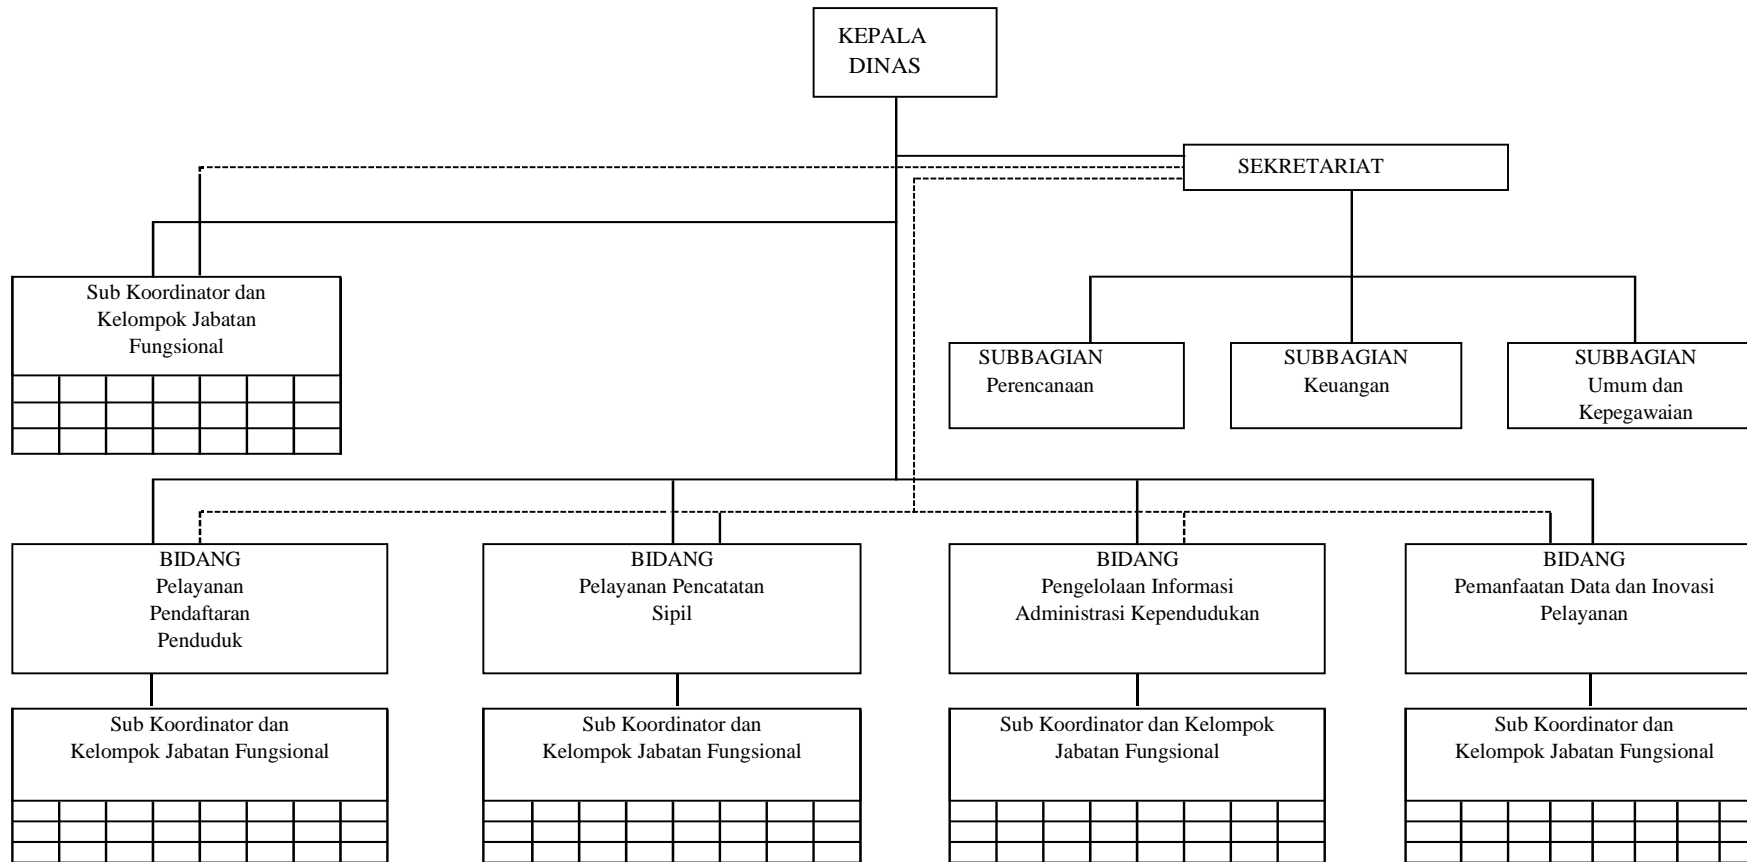 KEPALA
DINAS
SEKRETARIAT
Sub Koordinator dan
Kelompok Jabatan
Fungsional
SUBBAGIAN
Perencanaan
SUBBAGIAN
Keuangan
SUBBAGIAN
Umum dan
Kepegawaian
BIDANG
Pelayanan
Pendaftaran
Penduduk
BIDANG
Pelayanan Pencatatan
Sipil
BIDANG
Pengelolaan Informasi
Administrasi Kependudukan
BIDANG
Pemanfaatan Data dan Inovasi
Pelayanan
Sub Koordinator dan
Kelompok Jabatan Fungsional
Sub Koordinator dan
Kelompok Jabatan Fungsional
Sub Koordinator dan Kelompok
Jabatan Fungsional
Sub Koordinator dan
Kelompok Jabatan Fungsional